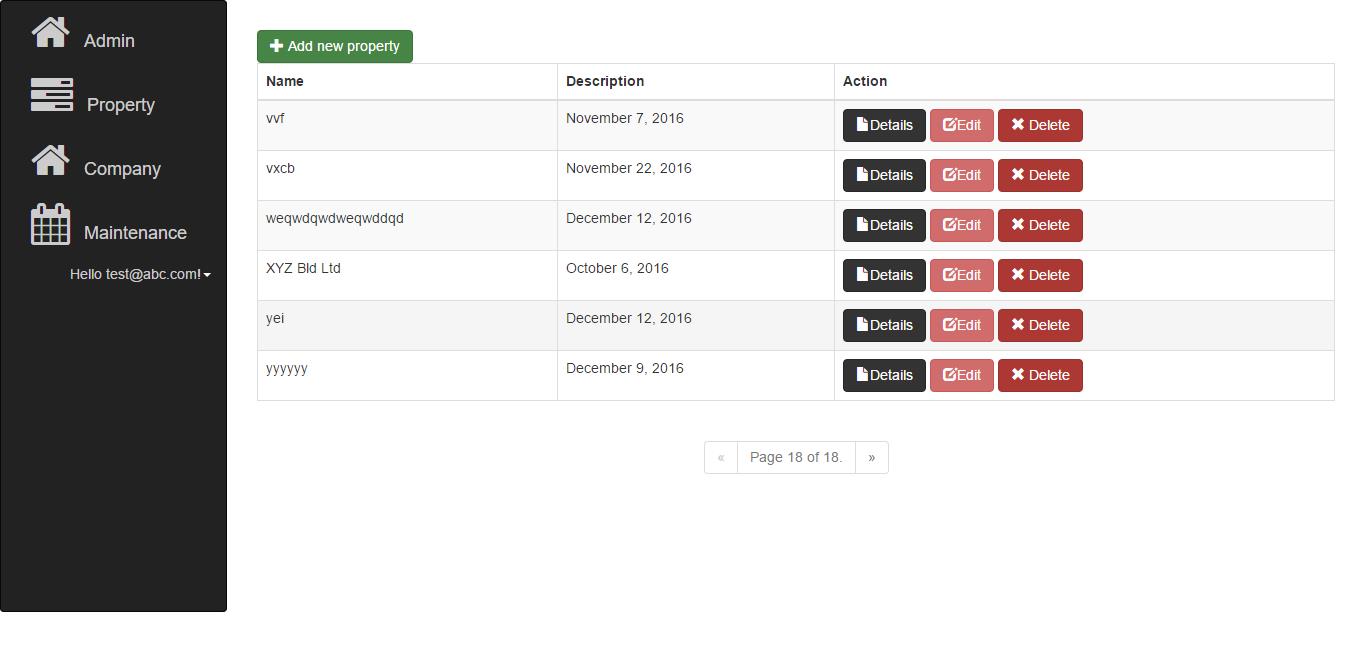 Admin
Property
Company
Maintenance
Hello test@abc.com!
Add new property
Name Description Action
vvf November 7, 2016 Details Edit Delete
vxcb November 22, 2016 Details Edit Delete
weqwdqwdweqwddqd December 12, 2016 Details Edit Delete
XYZ Bld Ltd October 6, 2016 Details Edit Delete
yei December 12, 2016 Details Edit Delete
yyyyyy December 9, 2016 Details Edit Delete
« Page 18 of 18. »